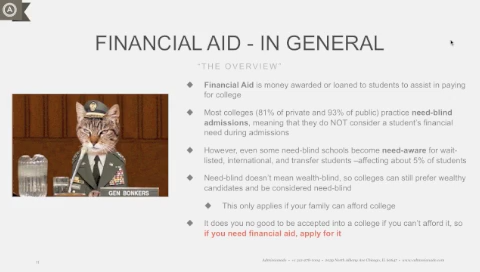 A
FINANCIAL AID - IN GENERAL
"THE OVERVIEW"
Financial Aid is money awarded or loaned to students to assist in paying
for college
Most colleges (81% of private and 93% of public) practice need-blind
admissions, meaning that they do NOT consider a student's financial
need during admissions
However, even some need-blind schools become need-aware for wait-
listed, international, and transfer students –affecting about 5% of students
Need-blind doesn't mean wealth-blind, so colleges can still prefer wealthy
candidates and be considered need-blind
This only applies if your family can afford college
It does you no good to be accepted into a college if you can't afford it, so
if you need financial aid, apply for it
GEN BONKERS